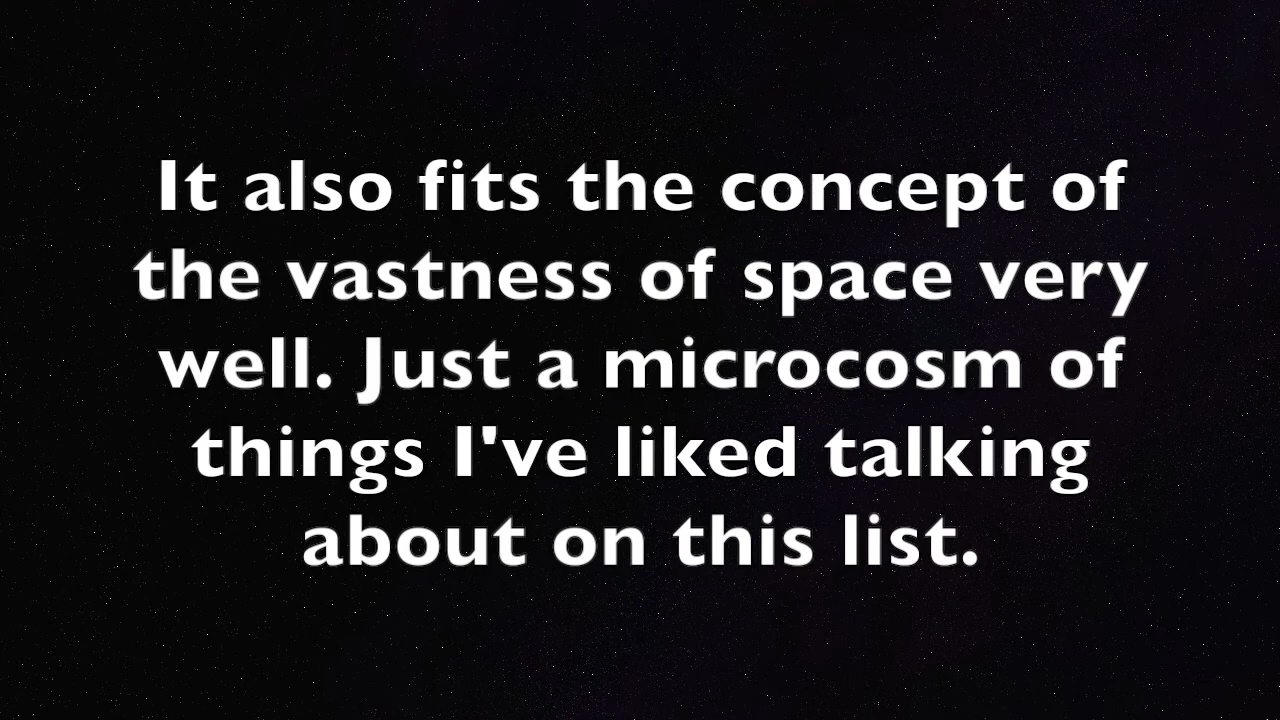 It also fits the concept of
the vastness of space very
well. Just a microcosm of
things I've liked talking
about on this list.